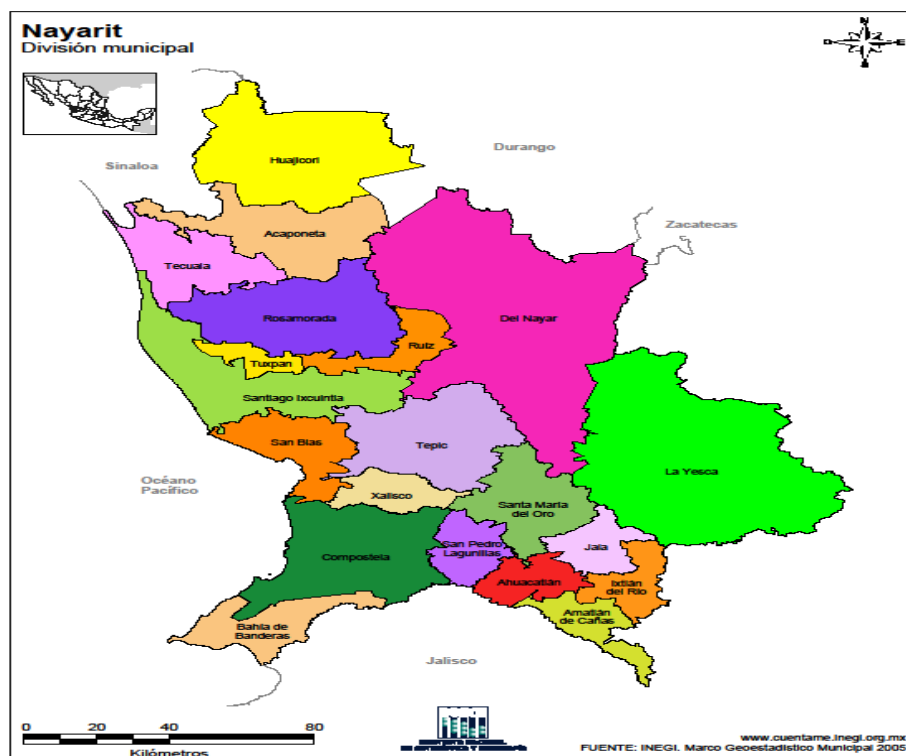 Nayarit
División municipal
N
O
E
S
Durango
Huajicori
Sinaloa
Zacatecas
Acaponeta
Tecuala
Rosamorada
Del Nayar
Ruiz
Tuxpan
Santiago Ixcuintla
San Blas
Tepic
La Yesca
Océano
Pacífico
Xalisco
Santa María
del Oro
San Pedro
Lagunillas
Jala
Compostela
Ahuacatlán
Ixtlán
del Río
Amatlán
de Cañas
Bahía de
Banderas
Jalisco
0 20 40 80
Kilómetros
www.cuentame.inegi.org.mx
FUENTE: INEGI. Marco Geoestadístico Municipal 2005